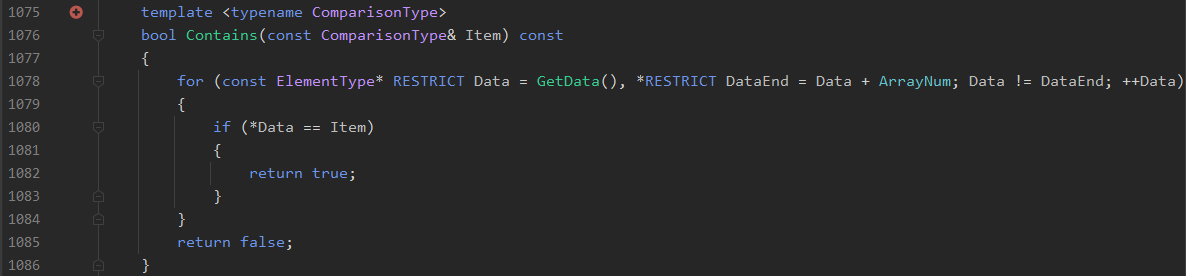 1075 template <typename ComparisonType>
1076 bool Contains(const ComparisonType& Item) const
1077 {
1078 for (const ElementType* RESTRICT Data = GetData(), *RESTRICT DataEnd = Data + ArrayNum; Data != DataEnd; ++Data)
1079 {
1080 if (*Data == Item)
1081 {
1082 return true;
1083 }
1084 }
1085 return false;
1086 }